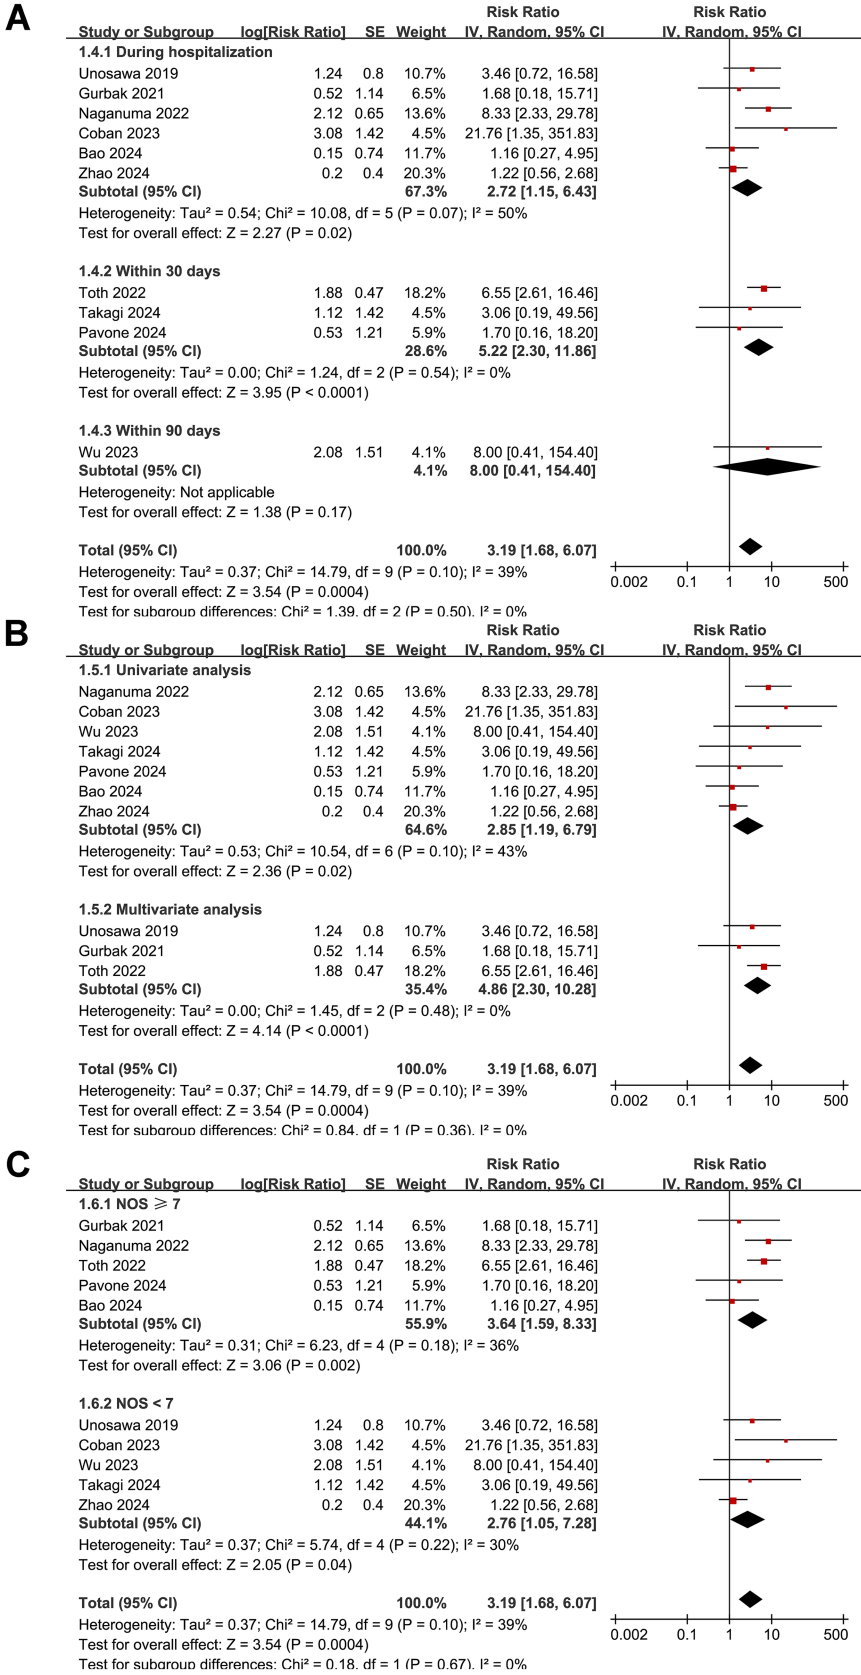 A
Risk Ratio Risk Ratio
Study or Subgroup log[Risk Ratio] SE Weight IV, Random, 95% CI IV, Random, 95% CI
1.4.1 During hospitalization
Unosawa 2019 1.24 0.8 10.7% 3.46 [0.72, 16.58]
Gurbak 2021 0.52 1.14 6.5% 1.68 [0.18, 15.71]
Naganuma 2022 2.12 0.65 13.6% 8.33 [2.33, 29.78]
Coban 2023 3.08 1.42 4.5% 21.76 [1.35, 351.83]
Bao 2024 0.15 0.74 11.7% 1.16 [0.27, 4.95]
Zhao 2024 0.2 0.4 20.3% 1.22 [0.56, 2.68]
Subtotal (95% CI) 67.3% 2.72 [1.15, 6.43]
Heterogeneity: Tau² = 0.54; Chi² = 10.08, df = 5 (P = 0.07); I² = 50%
Test for overall effect: Z = 2.27 (P = 0.02)
1.4.2 Within 30 days
Toth 2022 1.88 0.47 18.2% 6.55 [2.61, 16.46]
Takagi 2024 1.12 1.42 4.5% 3.06 [0.19, 49.56]
Pavone 2024 0.53 1.21 5.9% 1.70 [0.16, 18.20]
Subtotal (95% CI) 28.6% 5.22 [2.30, 11.86]
Heterogeneity: Tau² = 0.00; Chi² = 1.24, df = 2 (P = 0.54); I² = 0%
Test for overall effect: Z = 3.95 (P < 0.0001)
1.4.3 Within 90 days
Wu 2023 2.08 1.51 4.1% 8.00 [0.41, 154.40]
Subtotal (95% CI) 4.1% 8.00 [0.41, 154.40]
Heterogeneity: Not applicable
Test for overall effect: Z = 1.38 (P = 0.17)
Total (95% CI) 100.0% 3.19 [1.68, 6.07]
Heterogeneity: Tau² = 0.37; Chi² = 14.79, df = 9 (P = 0.10); I² = 39%
Test for overall effect: Z = 3.54 (P = 0.0004)
Test for subgroup differences: Chi² = 1.39, df = 2 (P = 0.50), I² = 0%
0.002 0.1 1 10 500
B
Risk Ratio Risk Ratio
Study or Subgroup log[Risk Ratio] SE Weight IV, Random, 95% CI IV, Random, 95% CI
1.5.1 Univariate analysis
Naganuma 2022 2.12 0.65 13.6% 8.33 [2.33, 29.78]
Coban 2023 3.08 1.42 4.5% 21.76 [1.35, 351.83]
Wu 2023 2.08 1.51 4.1% 8.00 [0.41, 154.40]
Takagi 2024 1.12 1.42 4.5% 3.06 [0.19, 49.56]
Pavone 2024 0.53 1.21 5.9% 1.70 [0.16, 18.20]
Bao 2024 0.15 0.74 11.7% 1.16 [0.27, 4.95]
Zhao 2024 0.2 0.4 20.3% 1.22 [0.56, 2.68]
Subtotal (95% CI) 64.6% 2.85 [1.19, 6.79]
Heterogeneity: Tau² = 0.53; Chi² = 10.54, df = 6 (P = 0.10); I² = 43%
Test for overall effect: Z = 2.36 (P = 0.02)
1.5.2 Multivariate analysis
Unosawa 2019 1.24 0.8 10.7% 3.46 [0.72, 16.58]
Gurbak 2021 0.52 1.14 6.5% 1.68 [0.18, 15.71]
Toth 2022 1.88 0.47 18.2% 6.55 [2.61, 16.46]
Subtotal (95% CI) 35.4% 4.86 [2.30, 10.28]
Heterogeneity: Tau² = 0.00; Chi² = 1.45, df = 2 (P = 0.48); I² = 0%
Test for overall effect: Z = 4.14 (P < 0.0001)
Total (95% CI) 100.0% 3.19 [1.68, 6.07]
Heterogeneity: Tau² = 0.37; Chi² = 14.79, df = 9 (P = 0.10); I² = 39%
Test for overall effect: Z = 3.54 (P = 0.0004)
Test for subgroup differences: Chi² = 0.84, df = 1 (P = 0.36), I² = 0%
0.002 0.1 1 10 500
C
Risk Ratio Risk Ratio
Study or Subgroup log[Risk Ratio] SE Weight IV, Random, 95% CI IV, Random, 95% CI
1.6.1 NOS ⩾ 7
Gurbak 2021 0.52 1.14 6.5% 1.68 [0.18, 15.71]
Naganuma 2022 2.12 0.65 13.6% 8.33 [2.33, 29.78]
Toth 2022 1.88 0.47 18.2% 6.55 [2.61, 16.46]
Pavone 2024 0.53 1.21 5.9% 1.70 [0.16, 18.20]
Bao 2024 0.15 0.74 11.7% 1.16 [0.27, 4.95]
Subtotal (95% CI) 55.9% 3.64 [1.59, 8.33]
Heterogeneity: Tau² = 0.31; Chi² = 6.23, df = 4 (P = 0.18); I² = 36%
Test for overall effect: Z = 3.06 (P = 0.002)
1.6.2 NOS < 7
Unosawa 2019 1.24 0.8 10.7% 3.46 [0.72, 16.58]
Coban 2023 3.08 1.42 4.5% 21.76 [1.35, 351.83]
Wu 2023 2.08 1.51 4.1% 8.00 [0.41, 154.40]
Takagi 2024 1.12 1.42 4.5% 3.06 [0.19, 49.56]
Zhao 2024 0.2 0.4 20.3% 1.22 [0.56, 2.68]
Subtotal (95% CI) 44.1% 2.76 [1.05, 7.28]
Heterogeneity: Tau² = 0.37; Chi² = 5.74, df = 4 (P = 0.22); I² = 30%
Test for overall effect: Z = 2.05 (P = 0.04)
Total (95% CI) 100.0% 3.19 [1.68, 6.07]
Heterogeneity: Tau² = 0.37; Chi² = 14.79, df = 9 (P = 0.10); I² = 39%
Test for overall effect: Z = 3.54 (P = 0.0004)
Test for subgroup differences: Chi² = 0.18, df = 1 (P = 0.67), I² = 0%
0.002 0.1 1 10 500